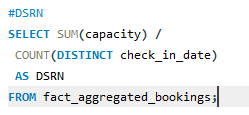 #DSRN
SELECT SUM(capacity) /
COUNT(DISTINCT check_in_date)
AS DSRN
FROM fact_aggregated_bookings;